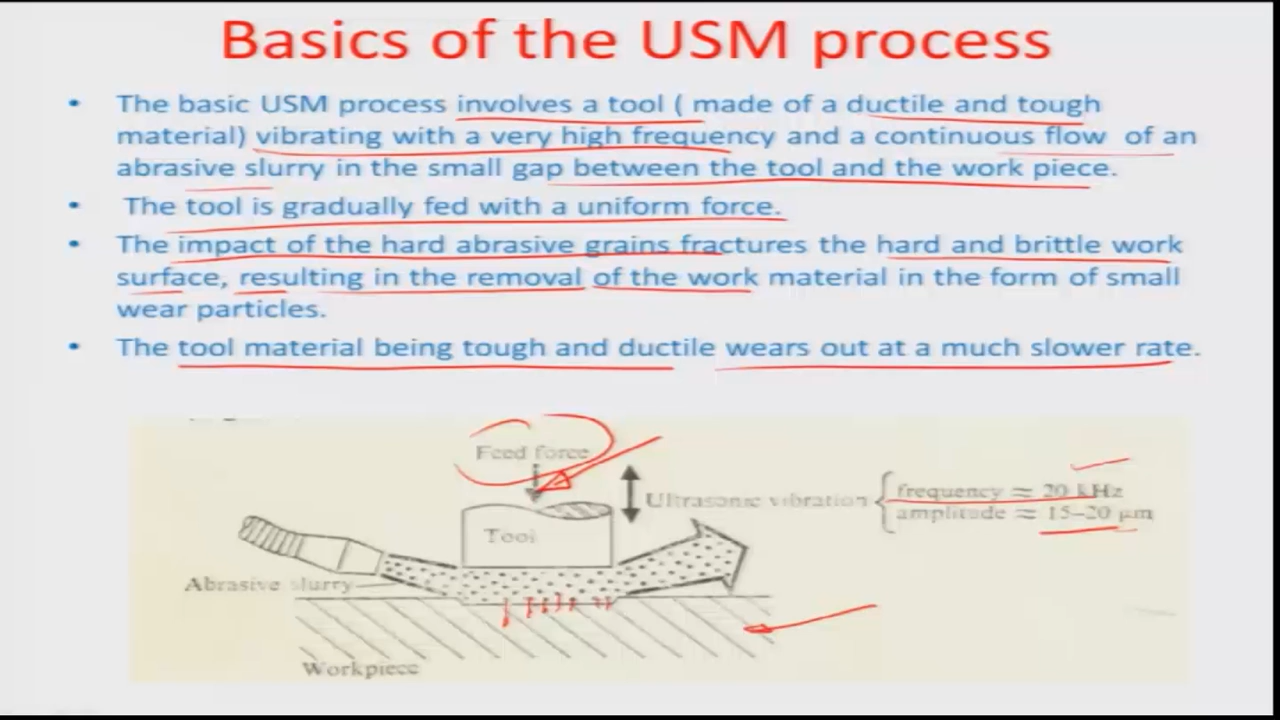 Basics of the USM process
• The basic USM process involves a tool ( made of a ductile and tough
material) vibrating with a very high frequency and a continuous flow of an
abrasive slurry in the small gap between the tool and the work piece.
• The tool is gradually fed with a uniform force.
• The impact of the hard abrasive grains fractures the hard and brittle work
surface, resulting in the removal of the work material in the form of small
wear particles.
• The tool material being tough and ductile wears out at a much slower rate.
Feed force
Ultrasonic vibration
frequency ≈ 20 kHz
amplitude ≈ 15–20 μm
Tool
Abrasive slurry
Workpiece